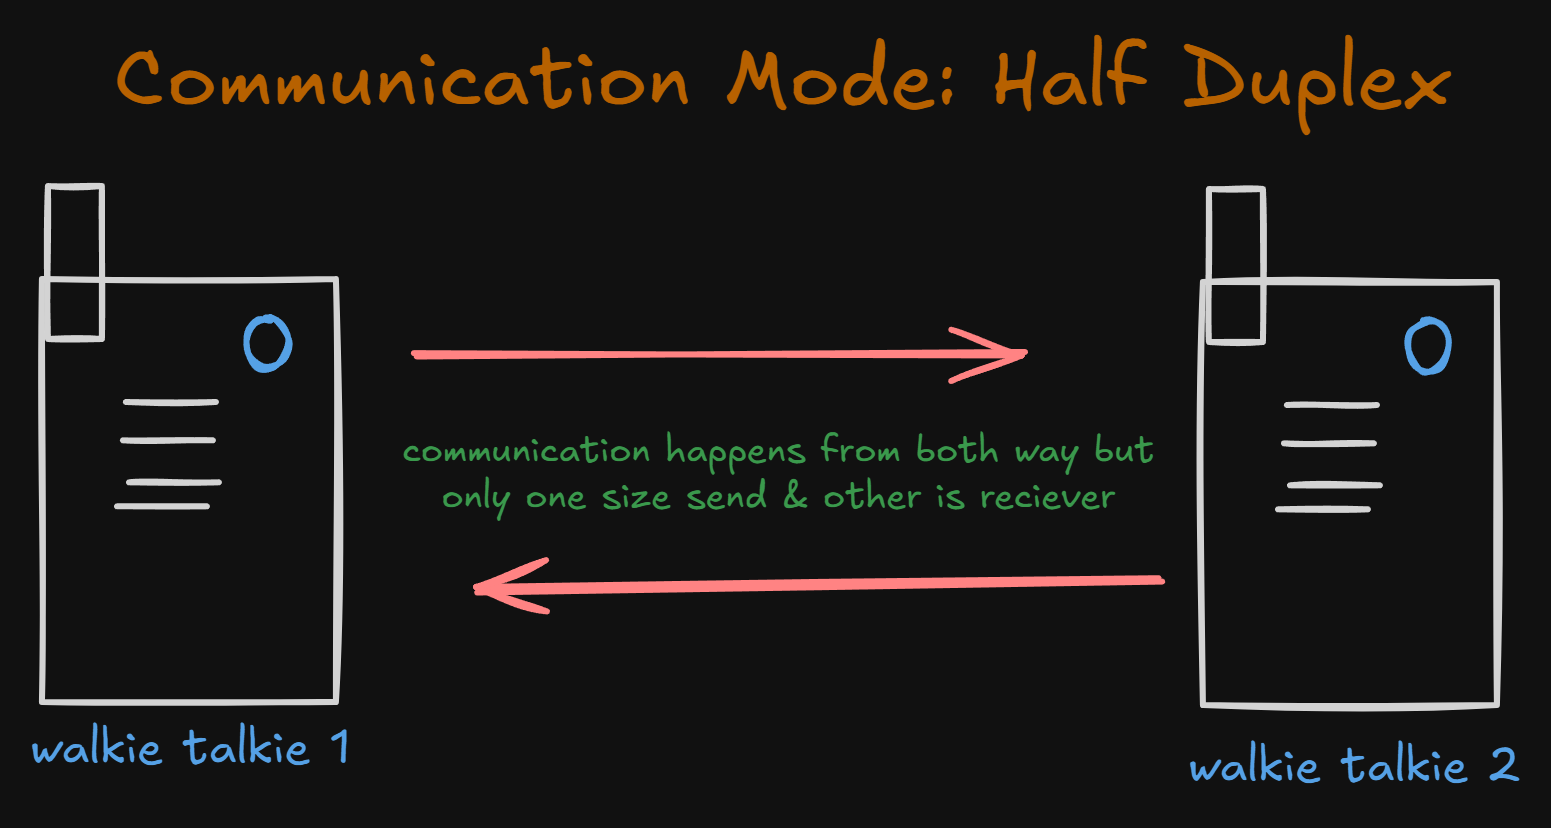 Communication Mode: Half Duplex
communication happens from both way but
only one size send & other is reciever
walkie talkie 1
walkie talkie 2